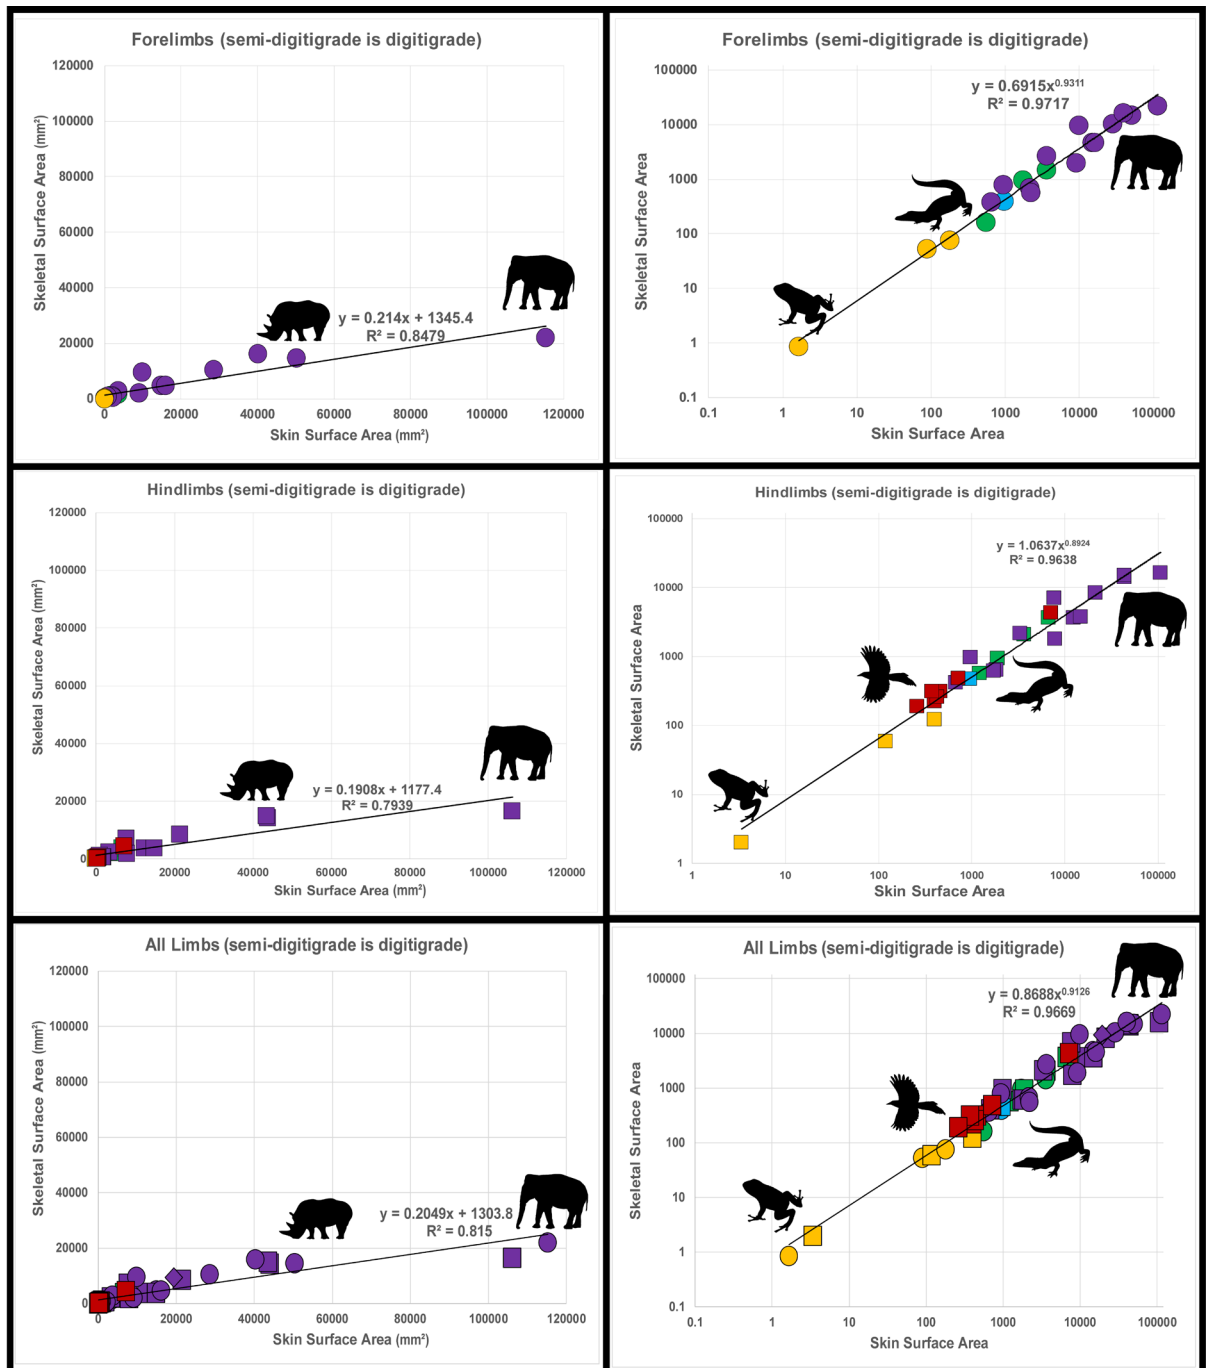 Forelimbs (semi-digitigrade is digitigrade)
120000
100000
80000
60000
40000
20000
0
Skeletal Surface Area (mm²)
y = 0.214x + 1345.4
R² = 0.8479
0 20000 40000 60000 80000 100000 120000
Skin Surface Area (mm²)
Forelimbs (semi-digitigrade is digitigrade)
100000
10000
1000
100
10
1
0.1
Skeletal Surface Area
y = 0.6915x^0.9311
R² = 0.9717
0.1 1 10 100 1000 10000 100000
Skin Surface Area
Hindlimbs (semi-digitigrade is digitigrade)
120000
100000
80000
60000
40000
20000
0
Skeletal Surface Area (mm²)
y = 0.1908x + 1177.4
R² = 0.7939
0 20000 40000 60000 80000 100000 120000
Skin Surface Area (mm²)
Hindlimbs (semi-digitigrade is digitigrade)
100000
10000
1000
100
10
1
Skeletal Surface Area
y = 1.0637x^0.8924
R² = 0.9638
1 10 100 1000 10000 100000
Skin Surface Area
All Limbs (semi-digitigrade is digitigrade)
120000
100000
80000
60000
40000
20000
0
Skeletal Surface Area (mm²)
y = 0.2049x + 1303.8
R² = 0.815
0 20000 40000 60000 80000 100000 120000
Skin Surface Area (mm²)
All Limbs (semi-digitigrade is digitigrade)
100000
10000
1000
100
10
1
0.1
Skeletal Surface Area
y = 0.8688x^0.9126
R² = 0.9669
0.1 1 10 100 1000 10000 100000
Skin Surface Area